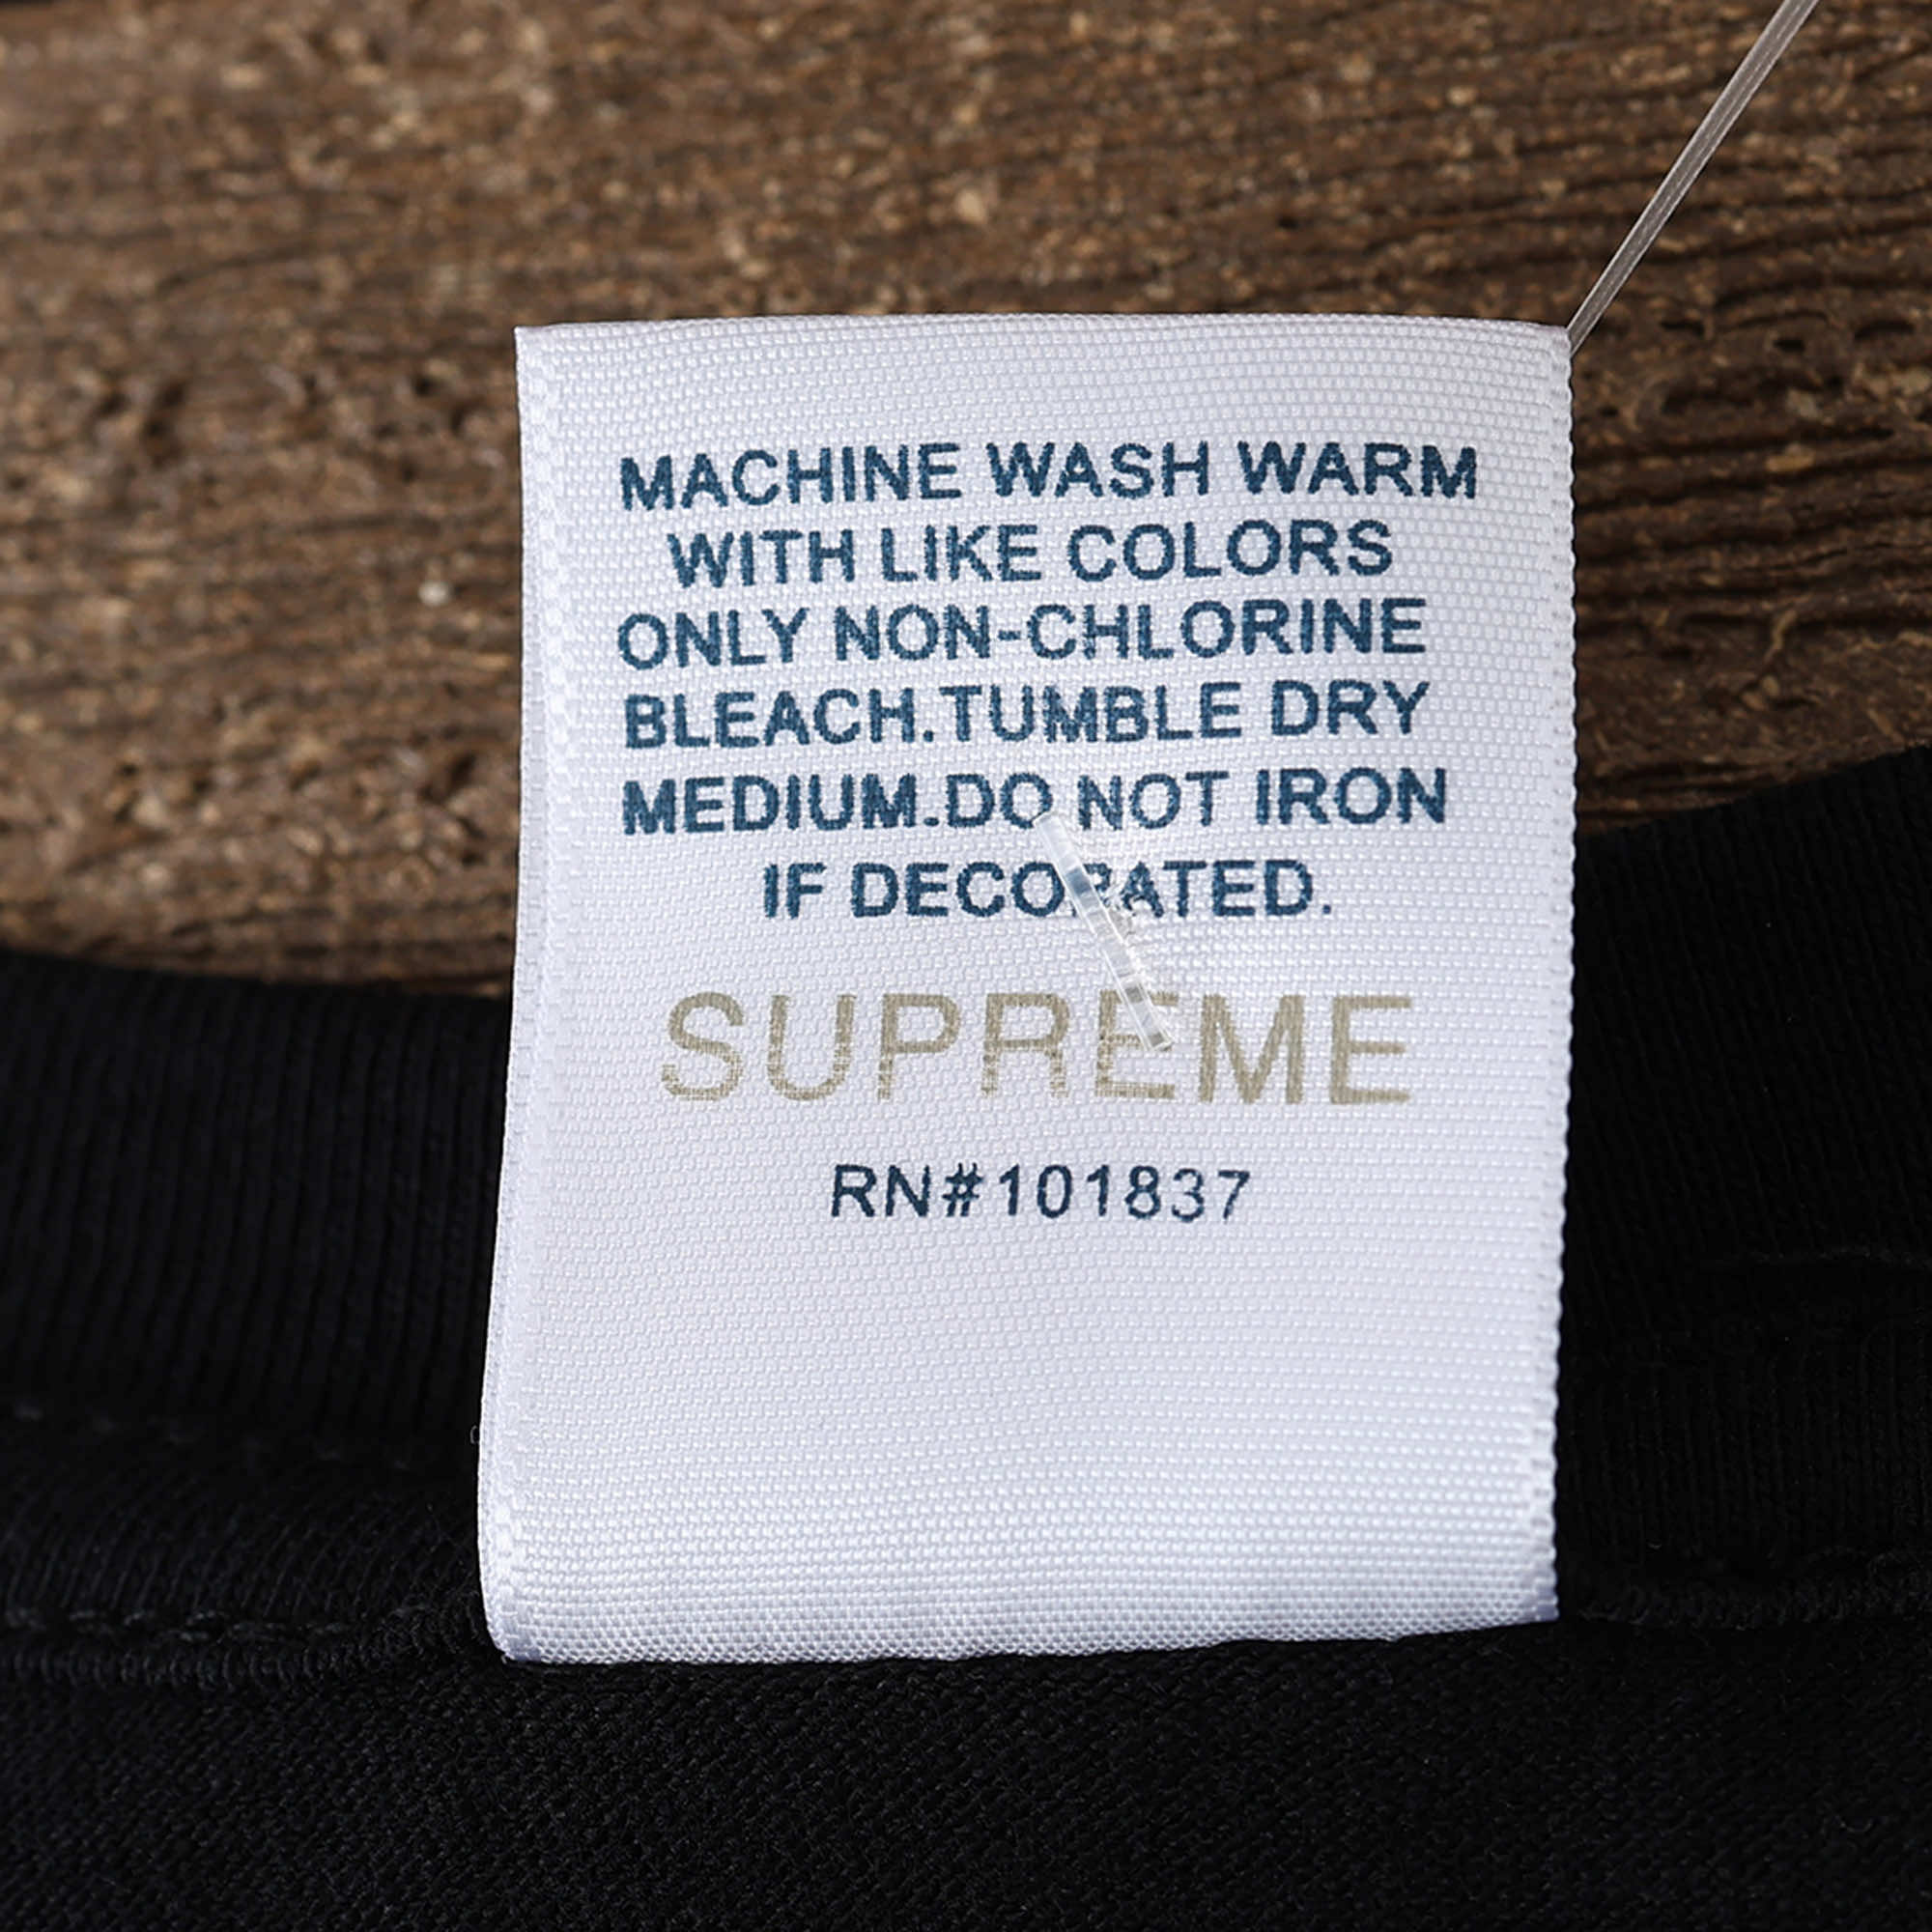 MACHINE WASH WARM
WITH LIKE COLORS
ONLY NON-CHLORINE
BLEACH.TUMBLE DRY
MEDIUM.DO NOT IRON
IF DECORATED.
SUPREME
RN#101837